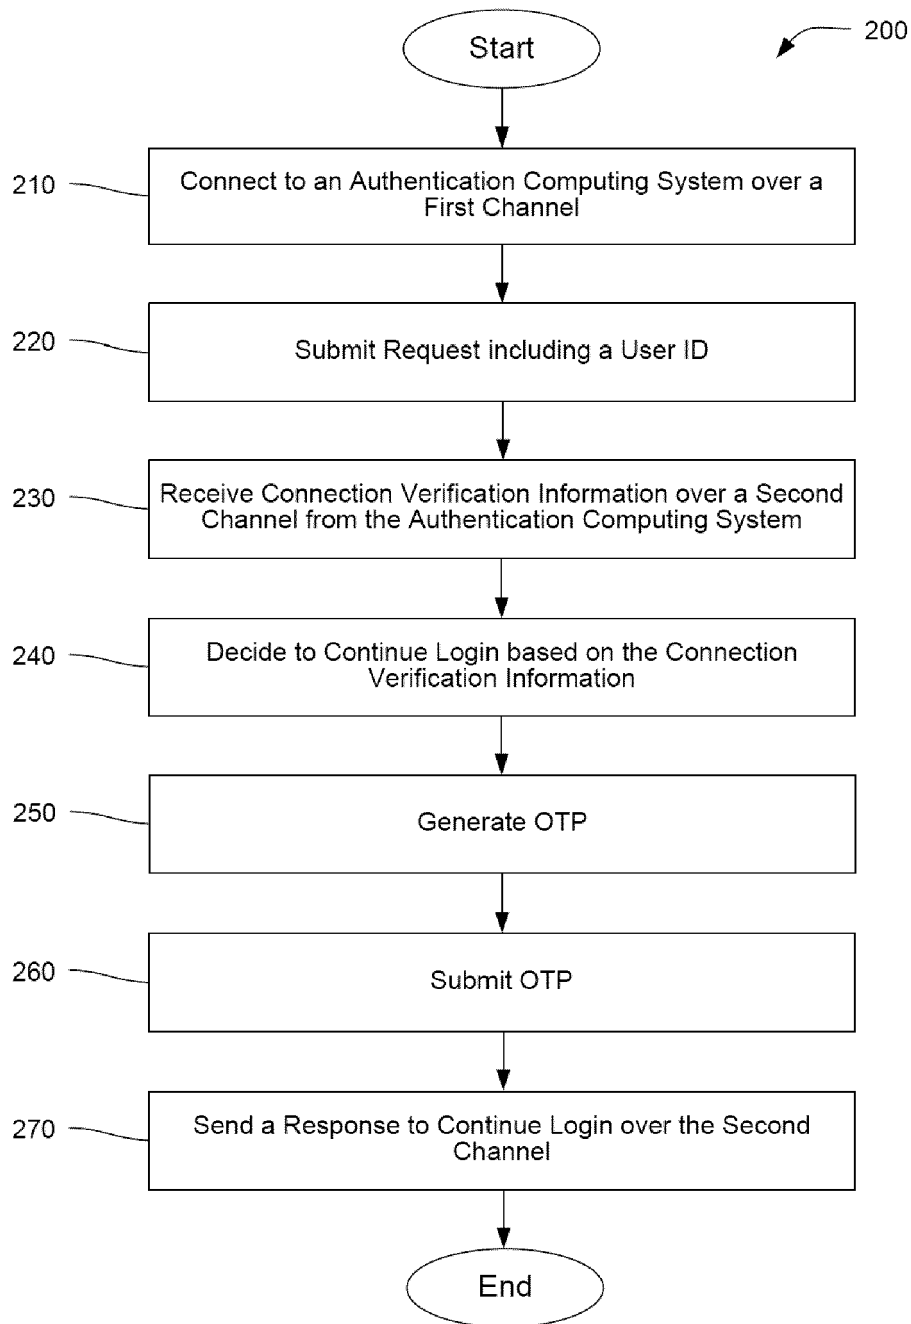 Start
200
210
Connect to an Authentication Computing System over a
First Channel
220
Submit Request including a User ID
230
Receive Connection Verification Information over a Second
Channel from the Authentication Computing System
240
Decide to Continue Login based on the Connection
Verification Information
250
Generate OTP
260
Submit OTP
270
Send a Response to Continue Login over the Second
Channel
End